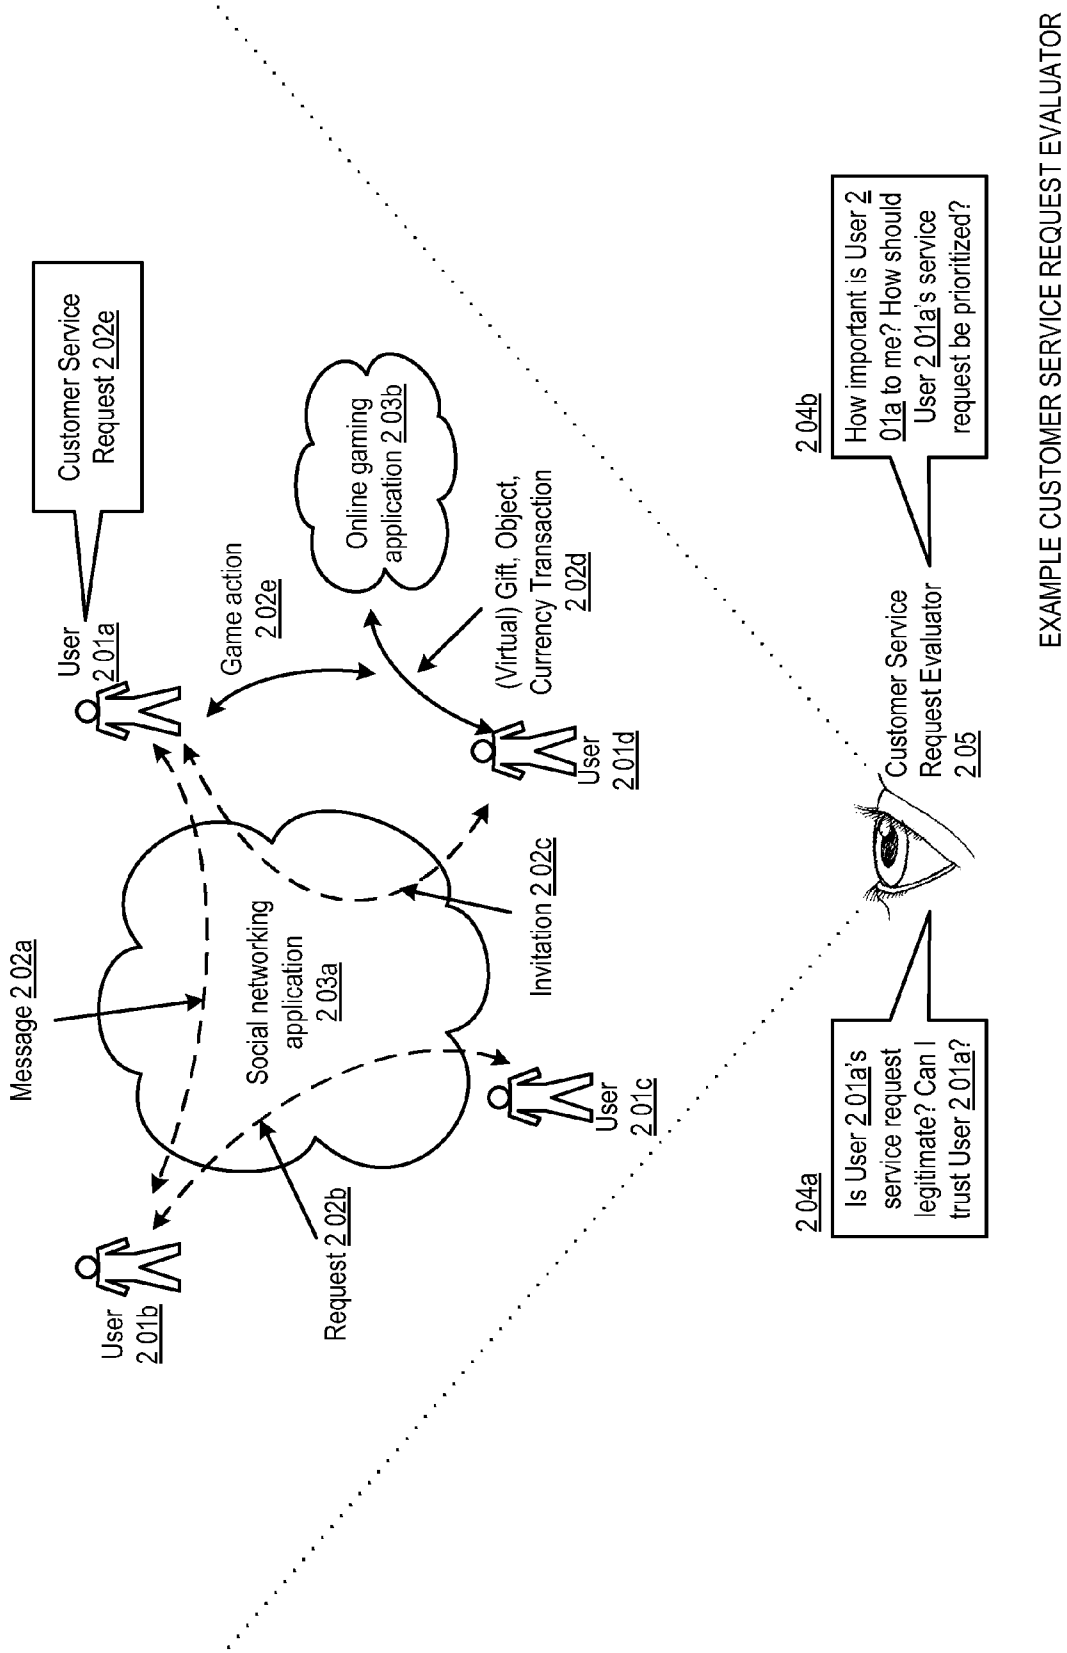 Customer Service
Request 2 02e
User
2 01a
Message 2 02a
User
2 01b
Game action
2 02e
Social networking
application
2 03a
Online gaming
application 2 03b
Request 2 02b
Invitation 2 02c
(Virtual) Gift, Object,
Currency Transaction
2 02d
User
2 01c
User
2 01d
2 04a
Is User 2 01a's
service request
legitimate? Can I
trust User 2 01a?
Customer Service
Request Evaluator
2 05
2 04b
How important is User 2
01a to me? How should
User 2 01a's service
request be prioritized?
EXAMPLE CUSTOMER SERVICE REQUEST EVALUATOR